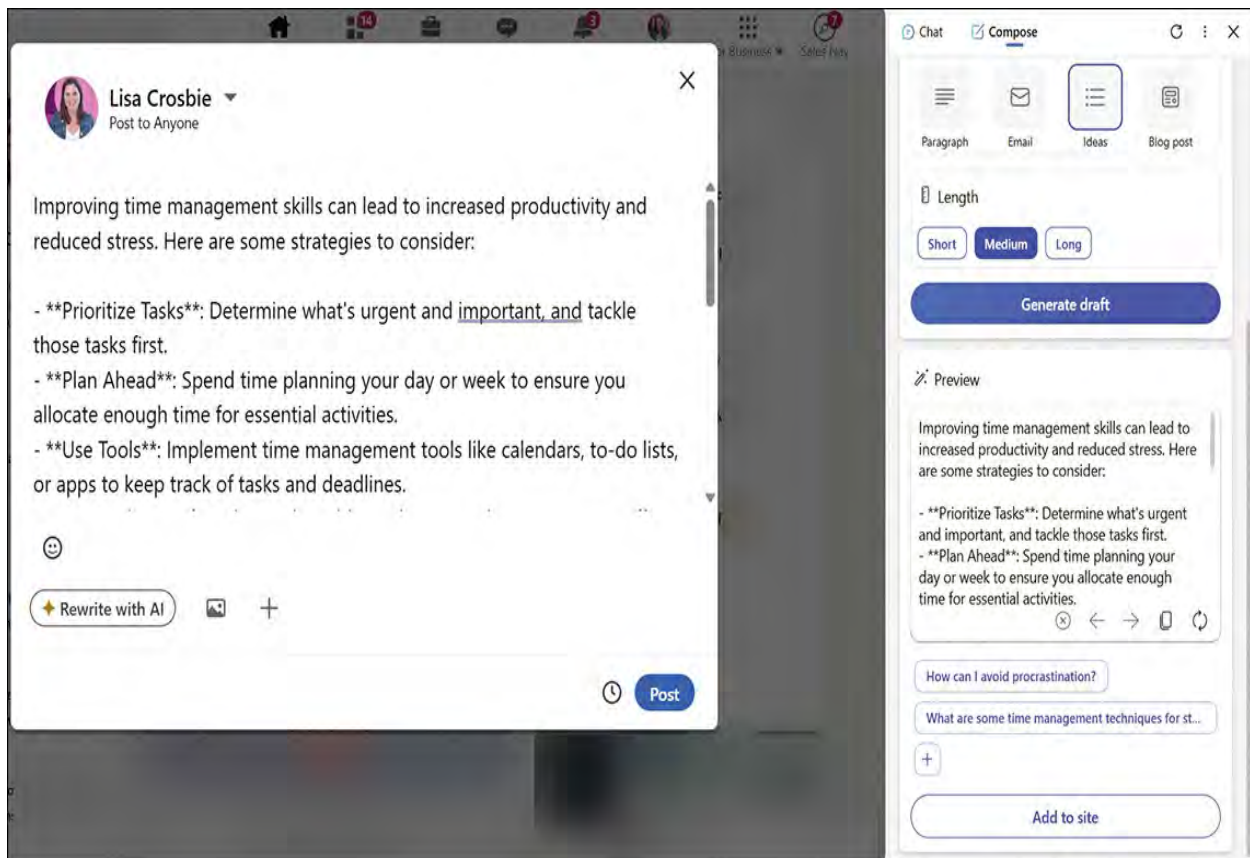 14
3
Business
Sales Nav
7
Lisa Crosbie
Post to Anyone
Improving time management skills can lead to increased productivity and
reduced stress. Here are some strategies to consider:
- **Prioritize Tasks**: Determine what's urgent and important, and tackle
those tasks first.
- **Plan Ahead**: Spend time planning your day or week to ensure you
allocate enough time for essential activities.
- **Use Tools**: Implement time management tools like calendars, to-do lists,
or apps to keep track of tasks and deadlines.
Rewrite with AI
Post
Chat
Compose
Paragraph
Email
Ideas
Blog post
Length
Short
Medium
Long
Generate draft
Preview
Improving time management skills can lead to
increased productivity and reduced stress. Here
are some strategies to consider:
- **Prioritize Tasks**: Determine what's urgent
and important, and tackle those tasks first.
- **Plan Ahead**: Spend time planning your
day or week to ensure you allocate enough
time for essential activities.
How can I avoid procrastination?
What are some time management techniques for st...
Add to site